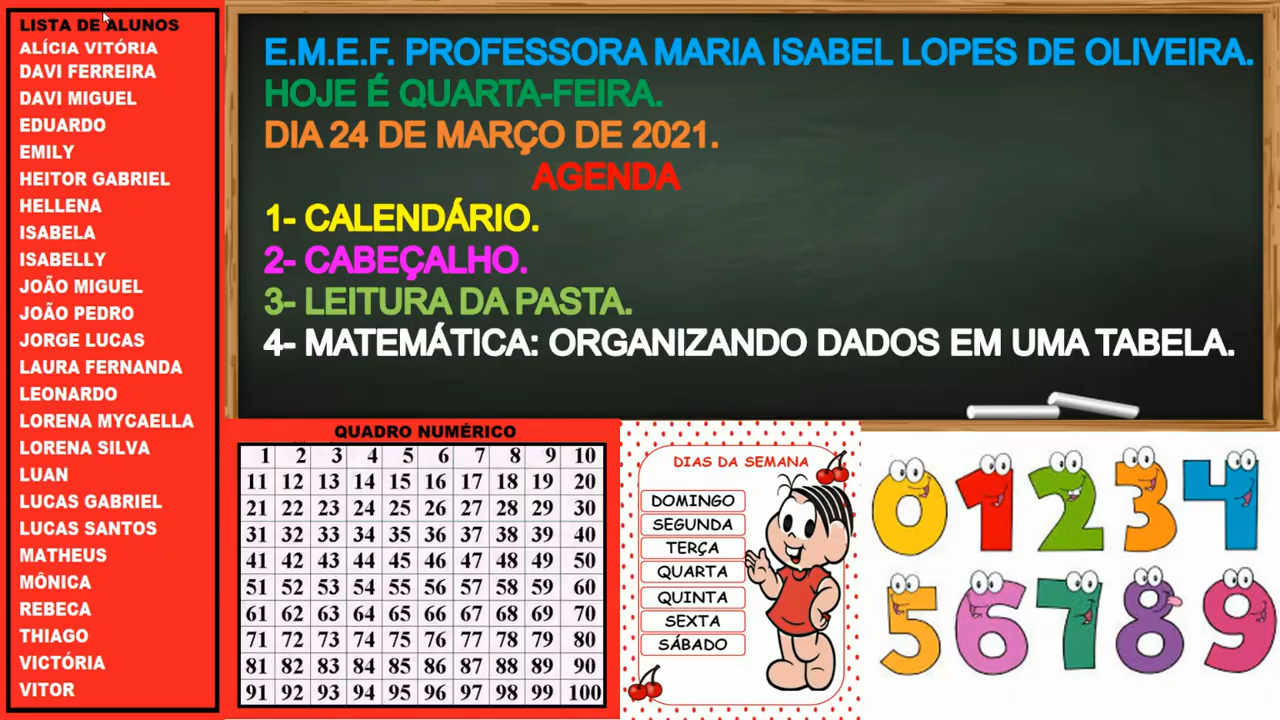 LISTA DE ALUNOS
ALÍCIA VITÓRIA
DAVI FERREIRA
DAVI MIGUEL
EDUARDO
EMILY
HEITOR GABRIEL
HELLENA
ISABELA
ISABELLY
JOÃO MIGUEL
JOÃO PEDRO
JORGE LUCAS
LAURA FERNANDA
LEONARDO
LORENA MYCAELLA
LORENA SILVA
LUAN
LUCAS GABRIEL
LUCAS SANTOS
MATHEUS
MÔNICA
REBECA
THIAGO
VICTÓRIA
VITOR
E.M.E.F. PROFESSORA MARIA ISABEL LOPES DE OLIVEIRA.
HOJE É QUARTA-FEIRA.
DIA 24 DE MARÇO DE 2021.
AGENDA
1- CALENDÁRIO.
2- CABEÇALHO.
3- LEITURA DA PASTA.
4- MATEMÁTICA: ORGANIZANDO DADOS EM UMA TABELA.
QUADRO NUMÉRICO
1 2 3 4 5 6 7 8 9 10
11 12 13 14 15 16 17 18 19 20
21 22 23 24 25 26 27 28 29 30
31 32 33 34 35 36 37 38 39 40
41 42 43 44 45 46 47 48 49 50
51 52 53 54 55 56 57 58 59 60
61 62 63 64 65 66 67 68 69 70
71 72 73 74 75 76 77 78 79 80
81 82 83 84 85 86 87 88 89 90
91 92 93 94 95 96 97 98 99 100
DIAS DA SEMANA
DOMINGO
SEGUNDA
TERÇA
QUARTA
QUINTA
SEXTA
SÁBADO
0 1 2 3 4
5 6 7 8 9